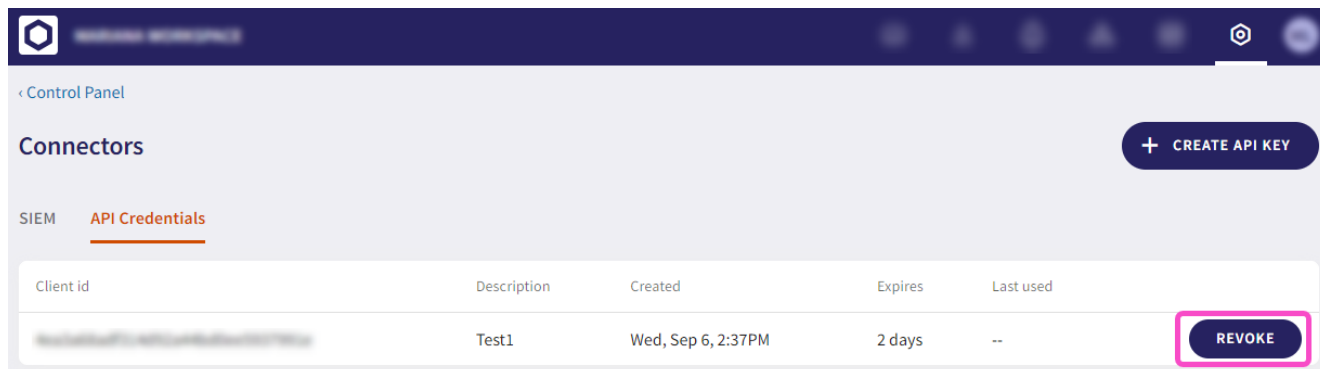 ‹ Control Panel
Connectors
+ CREATE API KEY
SIEM API Credentials
Client id Description Created Expires Last used
Test1 Wed, Sep 6, 2:37PM 2 days -- REVOKE